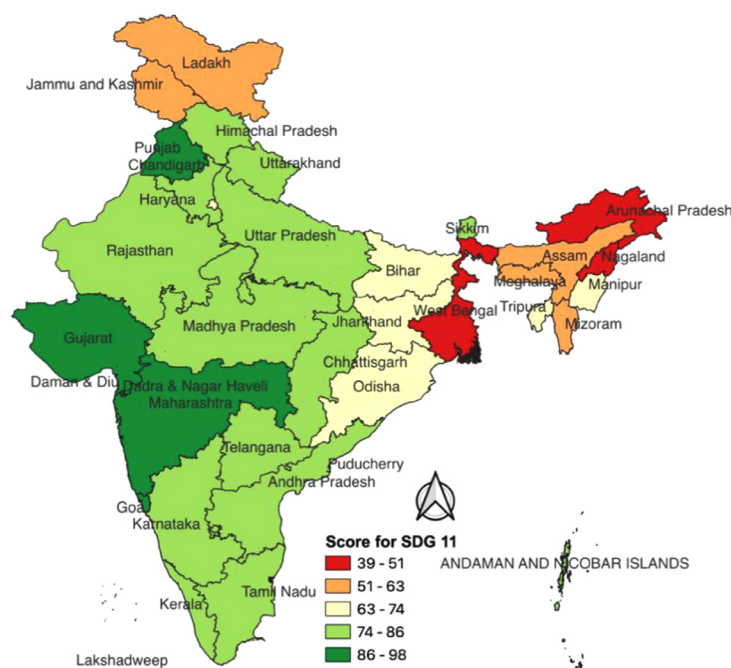 Ladakh
Jammu and Kashmir
Himachal Pradesh
Punjab
Chandigarh
Uttarakhand
Haryana
Arunachal Pradesh
Sikkim
Rajasthan
Uttar Pradesh
Assam
Nagaland
Bihar
Meghalaya
Manipur
Tripura
West Bengal
Jharkhand
Mizoram
Madhya Pradesh
Gujarat
Chhattisgarh
Daman & Diu
Dadra & Nagar Haveli
Odisha
Maharashtra
Telangana
Puducherry
Andhra Pradesh
Goa
Karnataka
Score for SDG 11
39 - 51
51 - 63
63 - 74
74 - 86
86 - 98
ANDAMAN AND NICOBAR ISLANDS
Tamil Nadu
Kerala
Lakshadweep